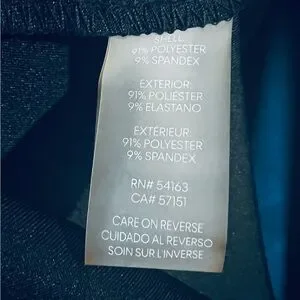 SHELL:
91% POLYESTER
9% SPANDEX
EXTERIOR:
91% POLIÉSTER
9% ELASTANO
EXTÉRIEUR:
91% POLYESTER
9% SPANDEX
RN# 54163
CA# 57151
CARE ON REVERSE
CUIDADO AL REVERSO
SOIN SUR L'INVERSE